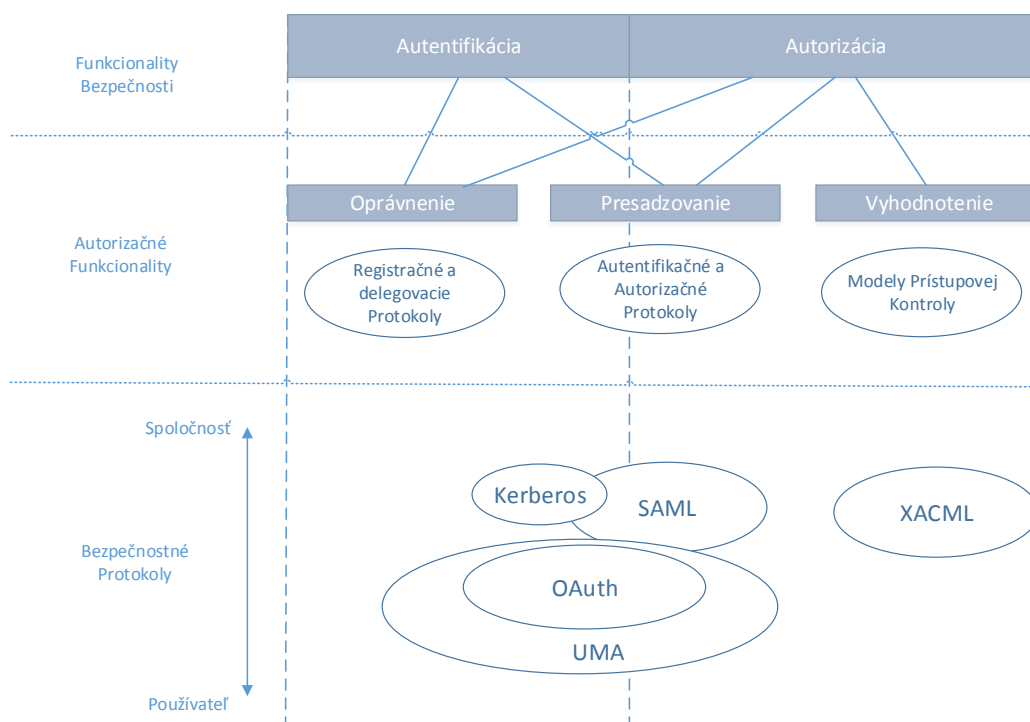 Autentifikácia
Autorizácia
Funkcionality
Bezpečnosti
Oprávnenie
Presadzovanie
Vyhodnotenie
Autorizačné
Funkcionality
Registračné a
delegovacie
Protokoly
Autentifikačné a
Autorizačné
Protokoly
Modely Prístupovej
Kontroly
Spoločnosť
Kerberos
SAML
XACML
Bezpečnostné
Protokoly
OAuth
UMA
Používateľ